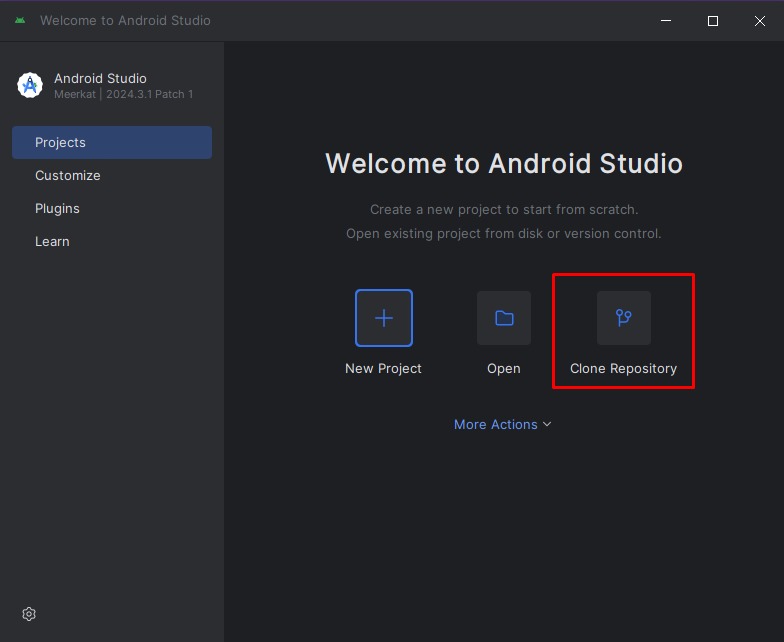 Welcome to Android Studio
Android Studio
Meerkat | 2024.3.1 Patch 1
Projects
Customize
Plugins
Learn
Welcome to Android Studio
Create a new project to start from scratch.
Open existing project from disk or version control.
New Project
Open
Clone Repository
More Actions